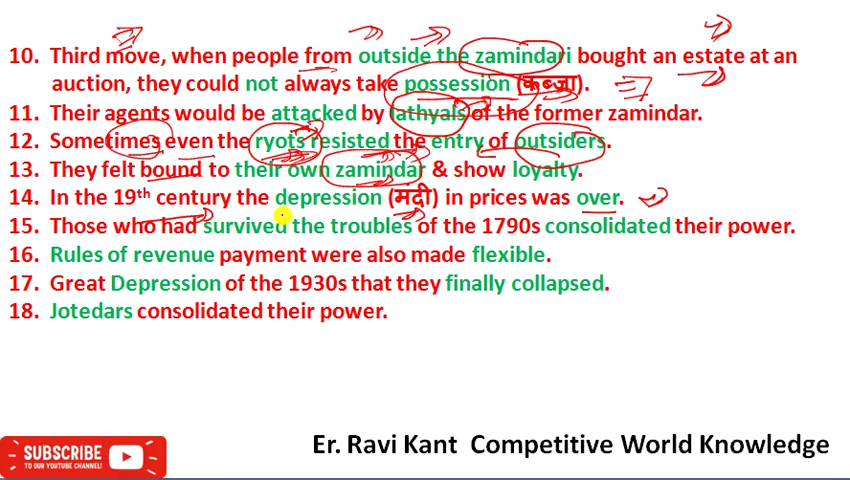 10. Third move, when people from outside the zamindari bought an estate at an
auction, they could not always take possession (कब्जा).
11. Their agents would be attacked by lathyals of the former zamindar.
12. Sometimes even the ryots resisted the entry of outsiders.
13. They felt bound to their own zamindar & show loyalty.
14. In the 19th century the depression (मंदी) in prices was over.
15. Those who had survived the troubles of the 1790s consolidated their power.
16. Rules of revenue payment were also made flexible.
17. Great Depression of the 1930s that they finally collapsed.
18. Jotedars consolidated their power.
SUBSCRIBE
TO OUR YOUTUBE CHANNEL!
Er. Ravi Kant Competitive World Knowledge